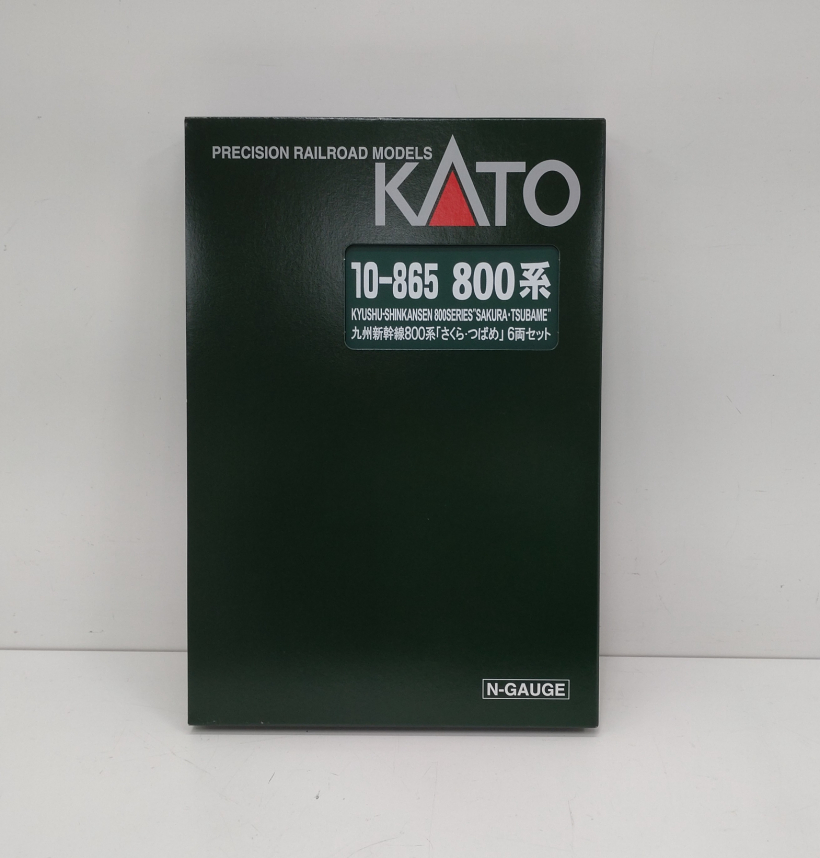 PRECISION RAILROAD MODELS
KATO
10-865 800系
KYUSHU-SHINKANSEN 800SERIES"SAKURA・TSUBAME"
九州新幹線800系「さくら・つばめ」6両セット
N-GAUGE